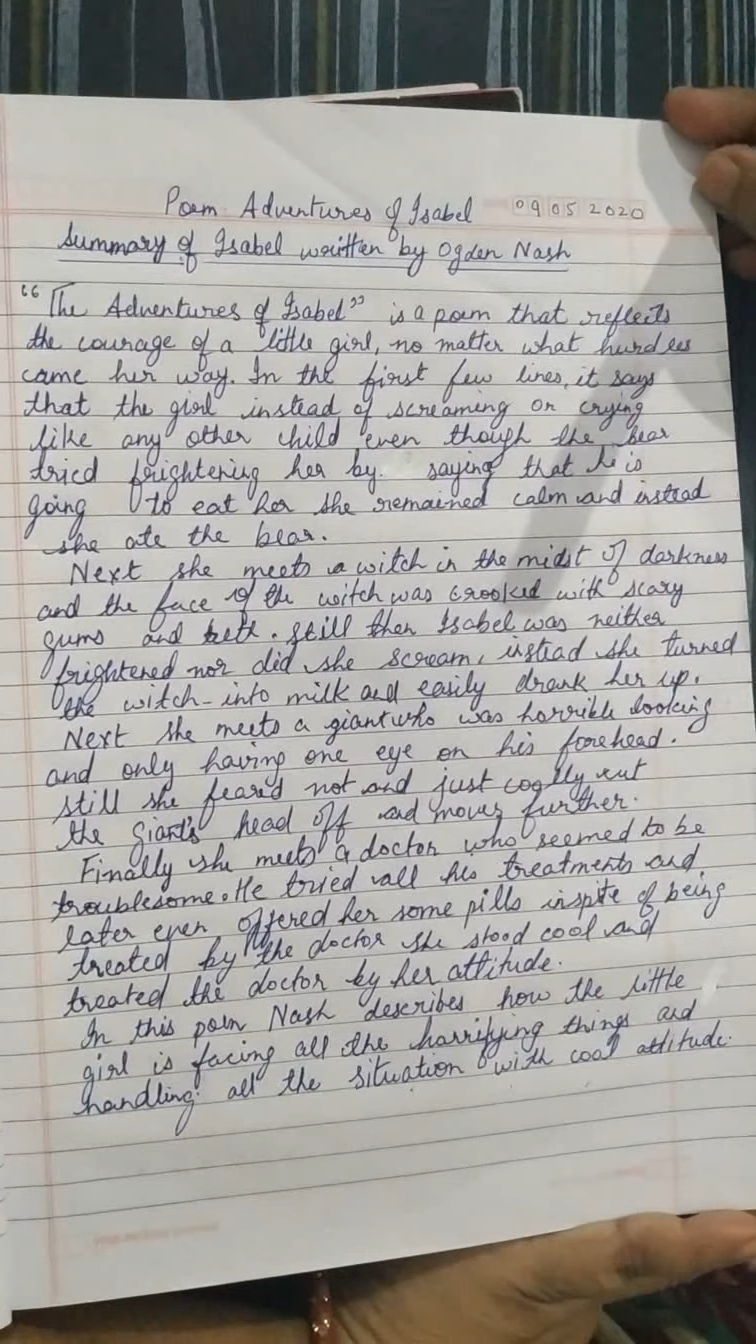 Poem Adventures of Isabel 09 05 2020
Summary of Isabel written by Ogden Nash
“The Adventures of Isabel” is a poem that reflects
the courage of a little girl, no matter what hurdles
came her way. In the first few lines, it says
that the girl instead of screaming or crying
like any other child even though the bear
tried frightening her by saying that he is
going to eat her she remained calm and instead
she ate the bear.
Next she meets a witch in the midst of darkness
and the face of the witch was crooked with scary
gums and teeth. Still then Isabel was neither
frightened nor did she scream, instead she turned
the witch into milk and easily drank her up.
Next she meets a giant who was horrible looking
and only having one eye on his forehead.
still she feared not and just coolly cut
the giant's head off and moves further.
Finally she meets a doctor who seemed to be
troublesome. He tried all his treatments and
later even offered her some pills inspite of being
treated by the doctor she stood cool and
treated the doctor by her attitude.
In this poem Nash describes how the little
girl is facing all the horrifying things and
handling all the situation with cool attitude.